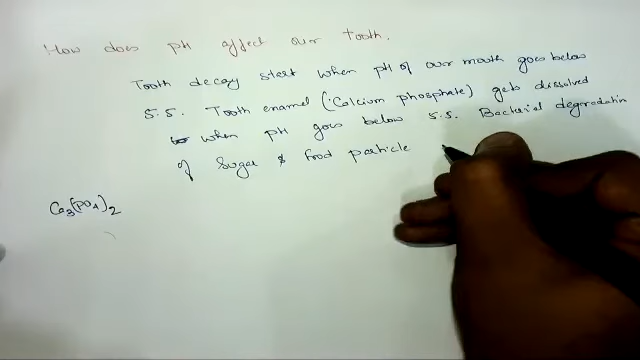 How does pH affect our tooth.
Tooth decay start when pH of our mouth goes below
5.5. Tooth enamel (Calcium phosphate) gets dissolved
when pH goes below 5.5. Bacterial degradation
of Sugar & food particle
Ca3(PO4)2